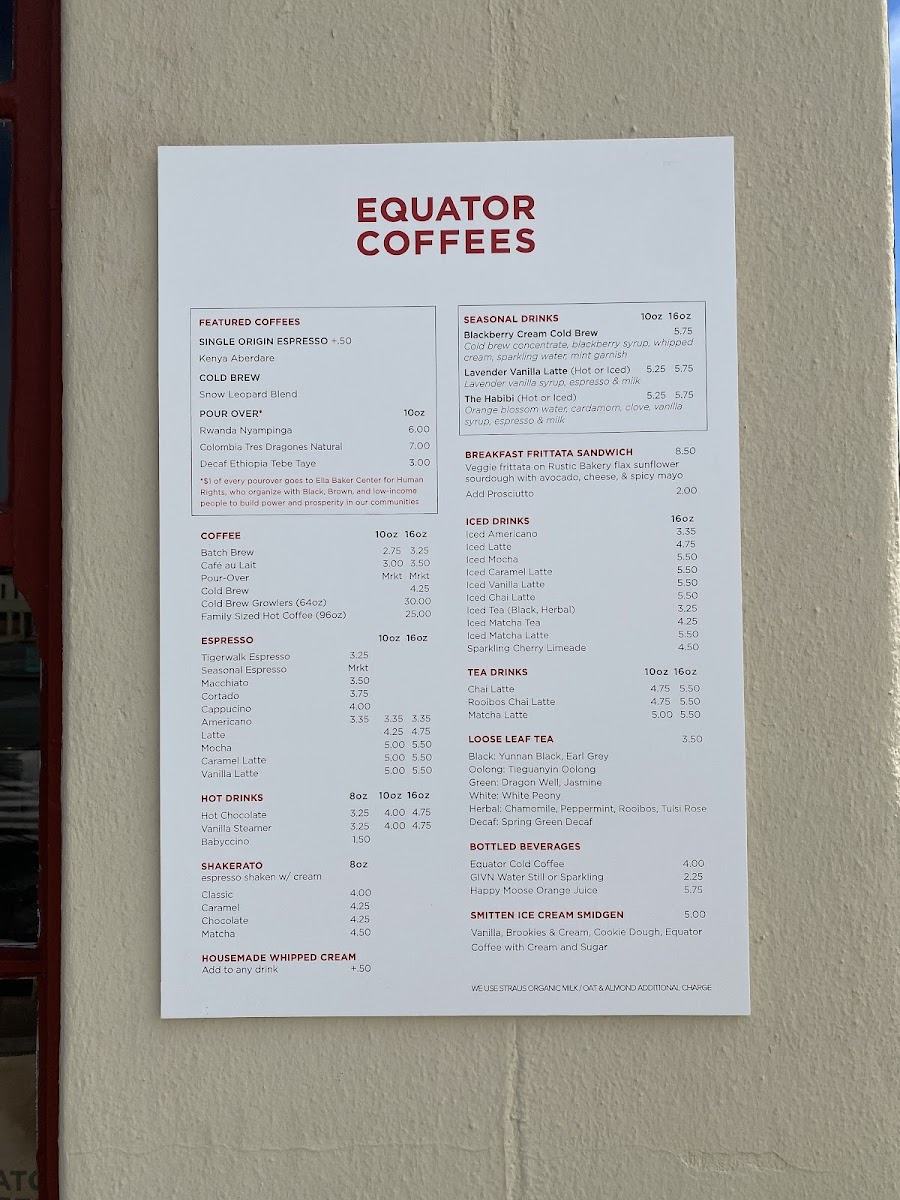 EQUATOR
COFFEES
FEATURED COFFEES
SINGLE ORIGIN ESPRESSO +.50
Kenya Aberdare
COLD BREW
Snow Leopard Blend
POUR OVER* 10oz
Rwanda Nyampinga 6.00
Colombia Tres Dragones Natural 7.00
Decaf Ethiopia Tebe Taye 3.00
*$1 of every pourover goes to Ella Baker Center for Human
Rights, who organize with Black, Brown, and low-income
people to build power and prosperity in our communities
COFFEE 10oz 16oz
Batch Brew 2.75 3.25
Café au Lait 3.00 3.50
Pour-Over Mrkt Mrkt
Cold Brew 4.25
Cold Brew Growlers (64oz) 30.00
Family Sized Hot Coffee (96oz) 25.00
ESPRESSO 10oz 16oz
Tigerwalk Espresso 3.25
Seasonal Espresso Mrkt
Macchiato 3.50
Cortado 3.75
Cappucino 4.00
Americano 3.35 3.35 3.35
Latte 4.25 4.75
Mocha 5.00 5.50
Caramel Latte 5.00 5.50
Vanilla Latte 5.00 5.50
HOT DRINKS 8oz 10oz 16oz
Hot Chocolate 3.25 4.00 4.75
Vanilla Steamer 3.25 4.00 4.75
Babyccino 1.50
SHAKERATO 8oz
espresso shaken w/ cream
Classic 4.00
Caramel 4.25
Chocolate 4.25
Matcha 4.50
HOUSEMADE WHIPPED CREAM
Add to any drink +.50
SEASONAL DRINKS 10oz 16oz
Blackberry Cream Cold Brew 5.75
Cold brew concentrate, blackberry syrup, whipped
cream, sparkling water, mint garnish
Lavender Vanilla Latte (Hot or Iced) 5.25 5.75
Lavender vanilla syrup, espresso & milk
The Habibi (Hot or Iced) 5.25 5.75
Orange blossom water, cardamom, clove, vanilla
syrup, espresso & milk
BREAKFAST FRITTATA SANDWICH 8.50
Veggie frittata on Rustic Bakery flax sunflower
sourdough with avocado, cheese, & spicy mayo
Add Prosciutto 2.00
ICED DRINKS 16oz
Iced Americano 3.35
Iced Latte 4.75
Iced Mocha 5.50
Iced Caramel Latte 5.50
Iced Vanilla Latte 5.50
Iced Chai Latte 5.50
Iced Tea (Black, Herbal) 3.25
Iced Matcha Tea 4.25
Iced Matcha Latte 5.50
Sparkling Cherry Limeade 4.50
TEA DRINKS 10oz 16oz
Chai Latte 4.75 5.50
Rooibos Chai Latte 4.75 5.50
Matcha Latte 5.00 5.50
LOOSE LEAF TEA 3.50
Black: Yunnan Black, Earl Grey
Oolong: Tieguanyin Oolong
Green: Dragon Well, Jasmine
White: White Peony
Herbal: Chamomile, Peppermint, Rooibos, Tulsi Rose
Decaf: Spring Green Decaf
BOTTLED BEVERAGES
Equator Cold Coffee 4.00
GIVN Water Still or Sparkling 2.25
Happy Moose Orange Juice 5.75
SMITTEN ICE CREAM SMIDGEN 5.00
Vanilla, Brookies & Cream, Cookie Dough, Equator
Coffee with Cream and Sugar
WE USE STRAUS ORGANIC MILK / OAT & ALMOND ADDITIONAL CHARGE